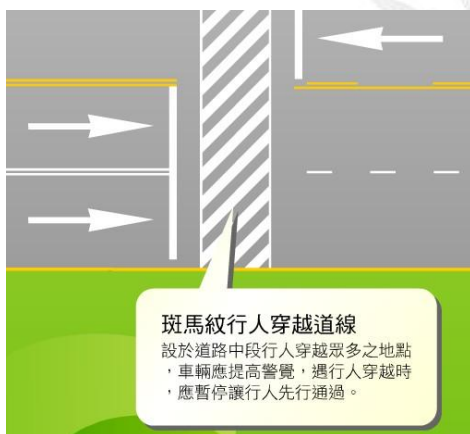 斑馬紋行人穿越道線
設於道路中段行人穿越眾多之地點
，車輛應提高警覺，遇行人穿越時
，應暫停讓行人先行通過。